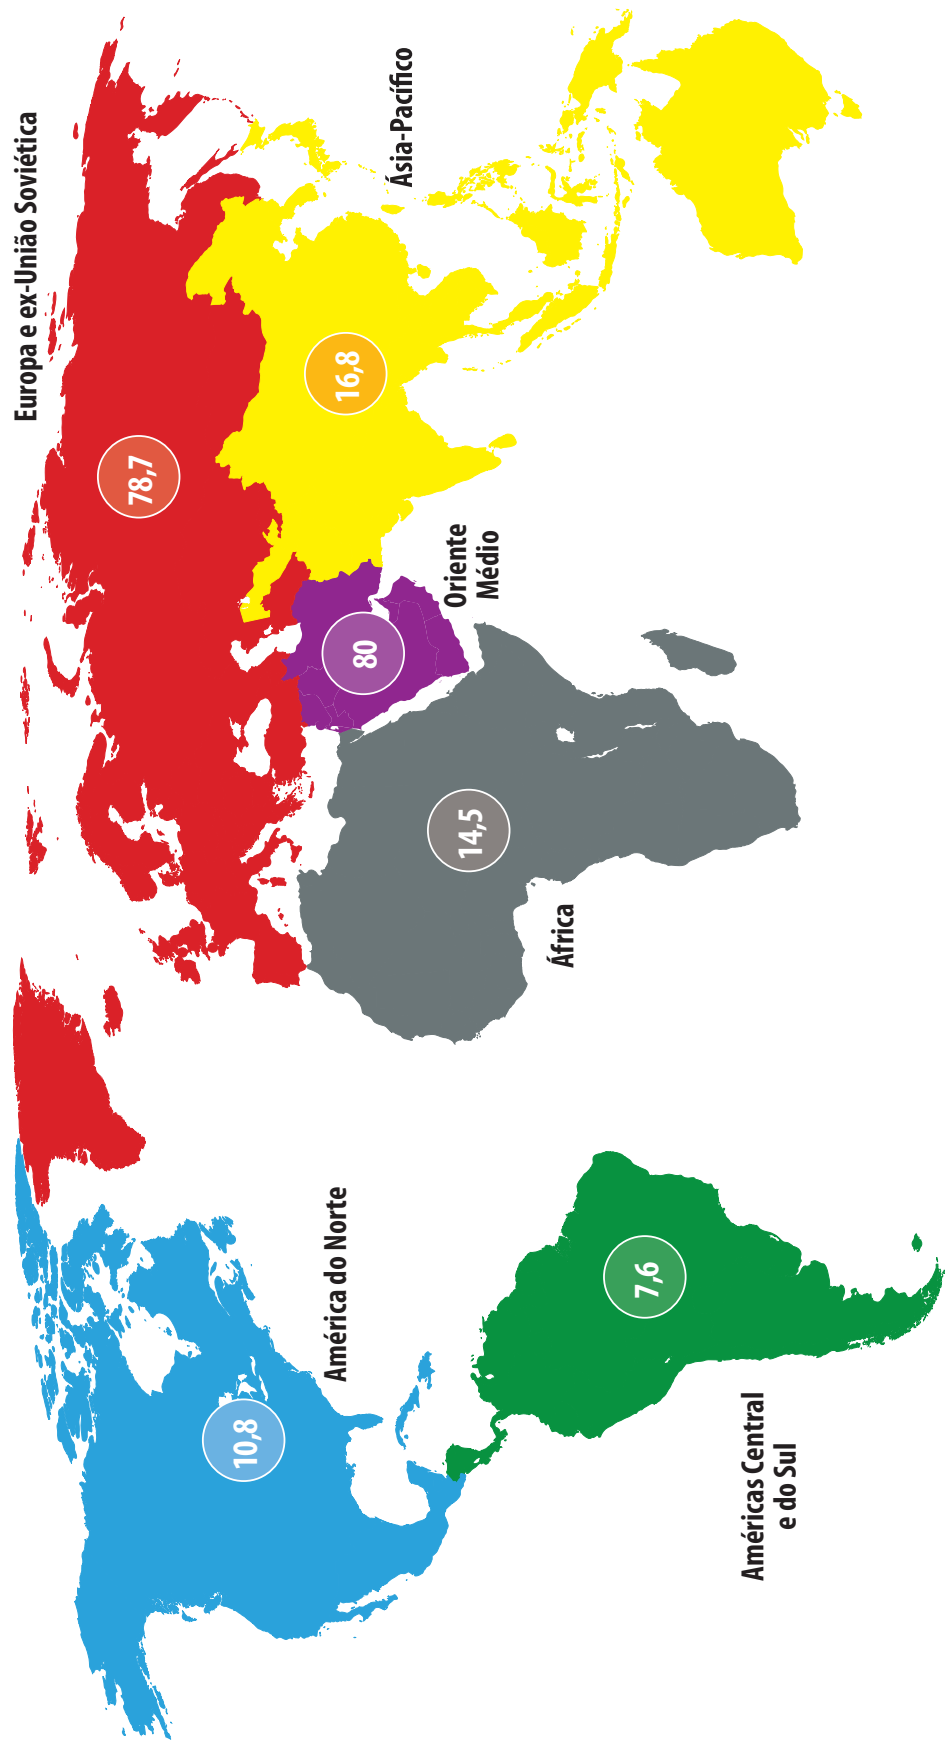 Europa e ex-União Soviética
78,7
Ásia-Pacífico
16,8
Oriente
Médio
80
14,5
África
América do Norte
10,8
7,6
Américas Central
e do Sul